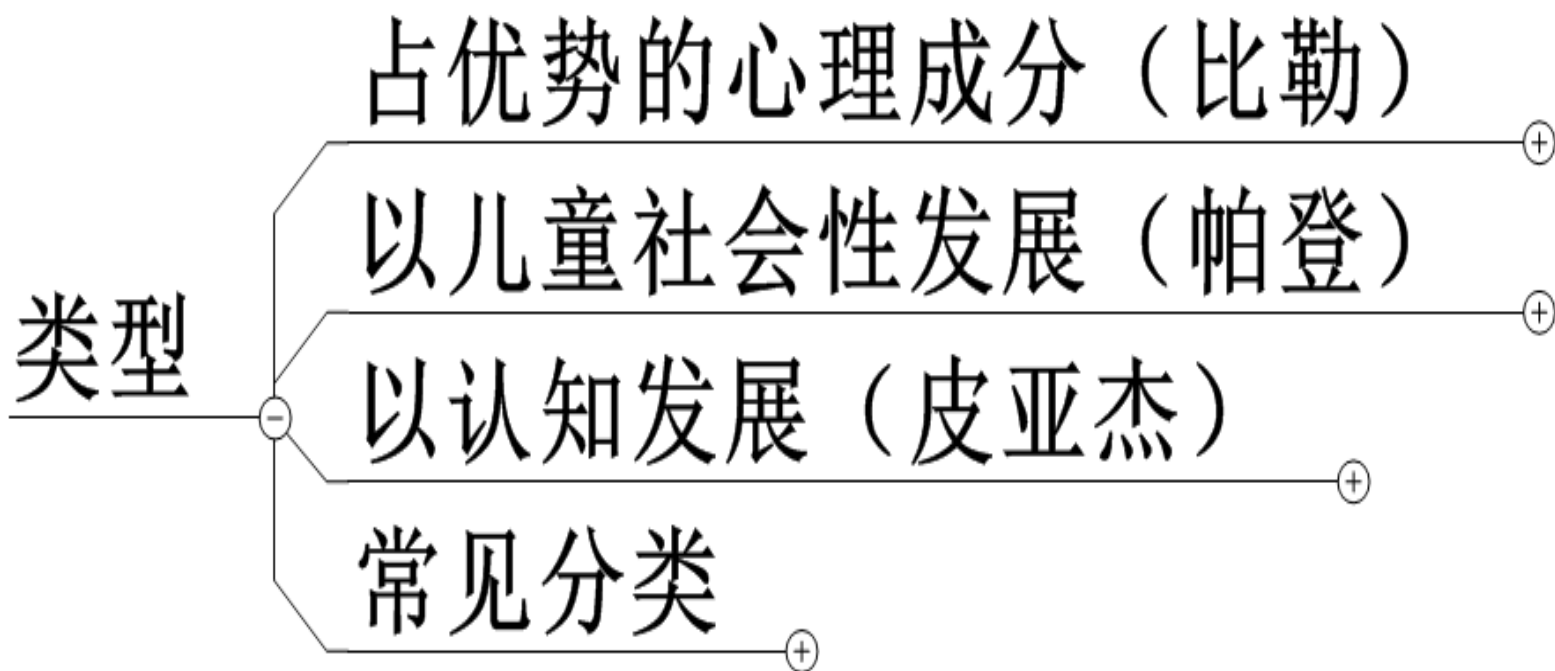 占优势的心理成分（比勒）
以儿童社会性发展（帕登）
类型
以认知发展（皮亚杰）
常见分类